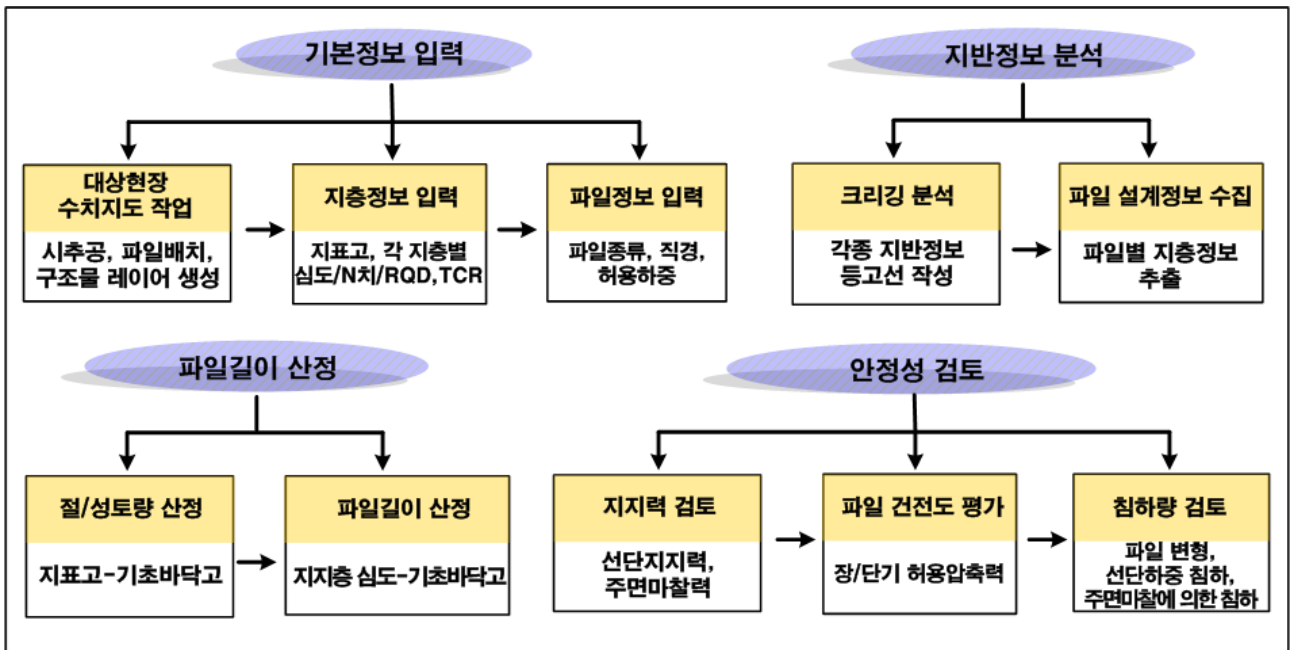 기본정보 입력
대상현장
수치지도 작업
시추공, 파일배치,
구조물 레이어 생성
지층정보 입력
지표고, 각 지층별
심도/N치/RQD,TCR
파일정보 입력
파일종류, 직경,
허용하중
지반정보 분석
크리깅 분석
각종 지반정보
등고선 작성
파일 설계정보 수집
파일별 지층정보
추출
파일길이 산정
절/성토량 산정
지표고-기초바닥고
파일길이 산정
지지층 심도-기초바닥고
안정성 검토
지지력 검토
선단지지력,
주면마찰력
파일 건전도 평가
장/단기 허용압축력
침하량 검토
파일 변형,
선단하중 침하,
주면마찰에 의한 침하